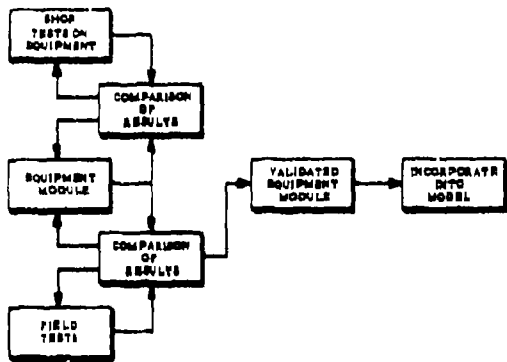 SHOP
TESTS ON
EQUIPMENT
COMPARISON
OF
RESULTS
EQUIPMENT
MODULE
VALIDATED
EQUIPMENT
MODULE
INCORPORATE
INTO
MODEL
COMPARISON
OF
RESULTS
FIELD
TESTS